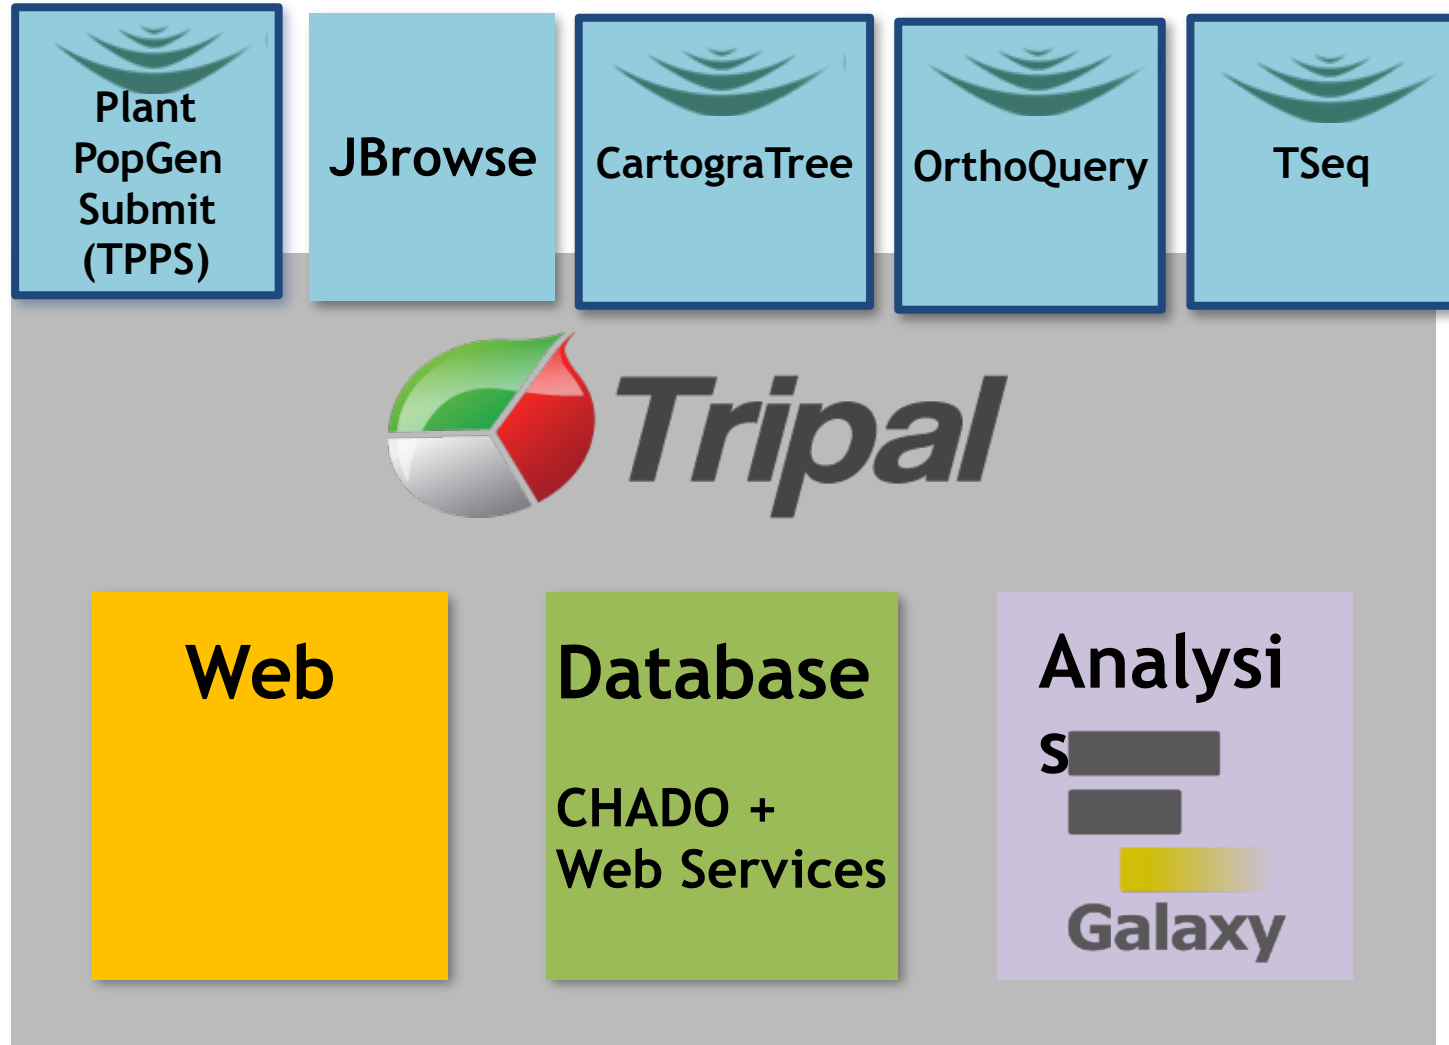 Plant
PopGen
Submit
(TPPS)
JBrowse
CartograTree
OrthoQuery
TSeq
Tripal
Web
Database
CHADO +
Web Services
Analysi
s
Galaxy